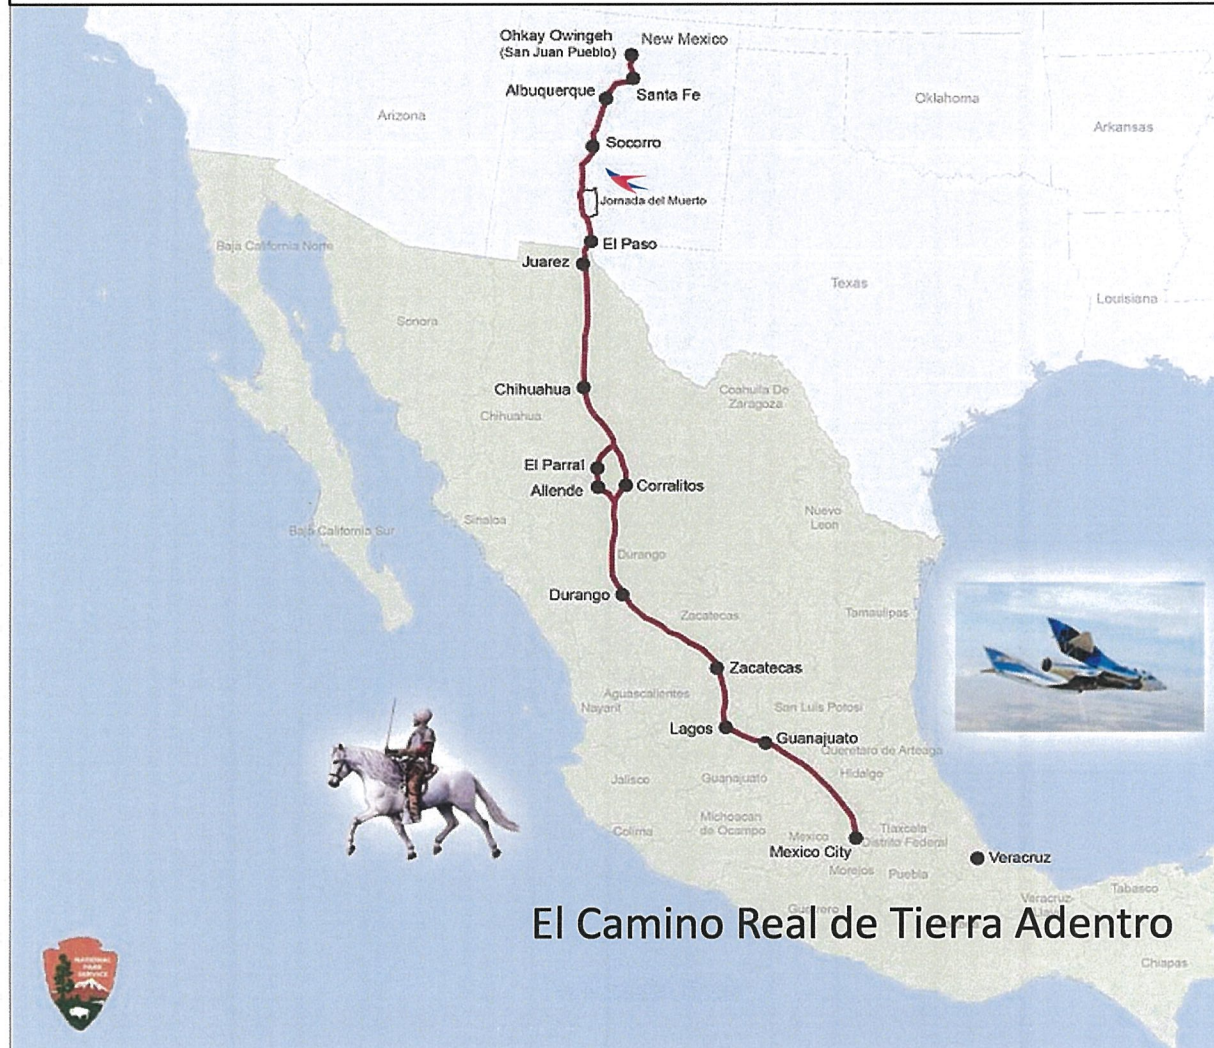 Ohkay Owingeh
(San Juan Pueblo)
New Mexico
Albuquerque
Santa Fe
Oklahoma
Arizona
Arkansas
Socorro
Jornada del Muerto
El Paso
Baja California Norte
Juarez
Texas
Louisiana
Sonora
Chihuahua
Chihuahua
Coahuila De
Zaragoza
El Parral
Allende
Corralitos
Nuevo
Leon
Sinaloa
Baja California Sur
Durango
Durango
Zacatecas
Tamaulipas
Zacatecas
Aguascalientes
Nayarit
San Luis Potosi
Lagos
Guanajuato
Queretaro de Arteaga
Jalisco
Guanajuato
Hidalgo
Michoacan
de Ocampo
Colima
Mexico
Tlaxcala
Distrito Federal
Mexico City
Veracruz
Morelos
Puebla
Tabasco
Veracruz-
Guerrero
El Camino Real de Tierra Adentro
Chiapas
NATIONAL
PARK
SERVICE